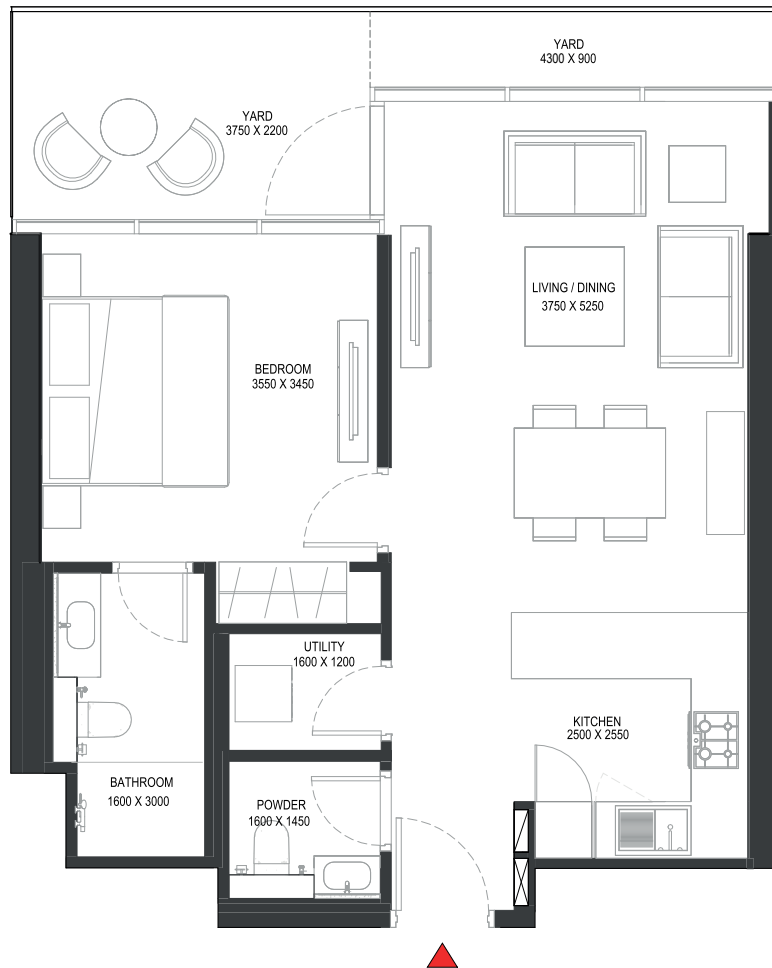 YARD
4300 X 900
YARD
3750 X 2200
LIVING / DINING
3750 X 5250
BEDROOM
3550 X 3450
UTILITY
1600 X 1200
KITCHEN
2500 X 2550
BATHROOM
1600 X 3000
POWDER
1600 X 1450